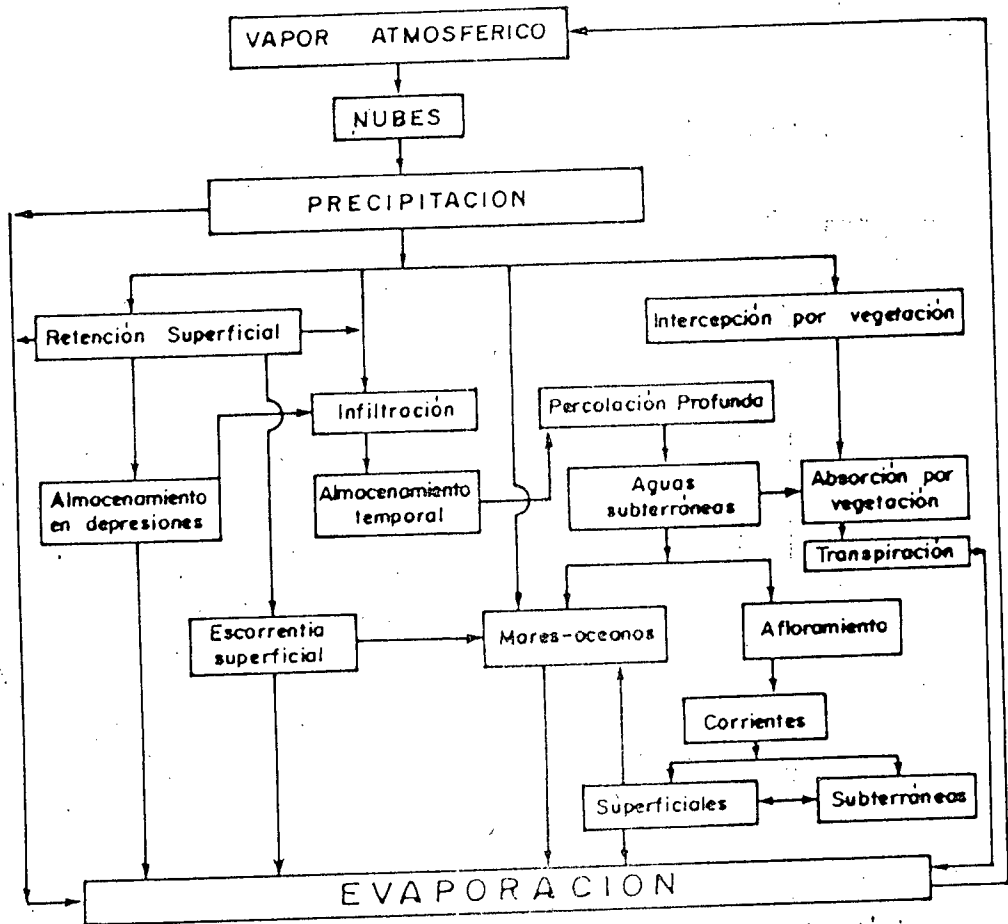 VAPOR ATMOSFERICO
NUBES
PRECIPITACION
Retención Superficial
Intercepción por vegetación
Infiltración
Percolación Profunda
Almacenamiento
en depresiones
Almacenamiento
temporal
Aguas
subterráneas
Absorción por
vegetación
Transpiración
Escorrentia
superficial
Mares-oceanos
Afloramiento
Corrientes
Superficiales
Subterráneas
EVAPORACION